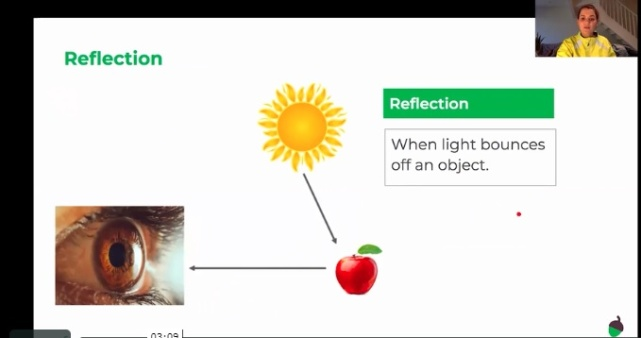 Reflection
Reflection
When light bounces
off an object.
03:09